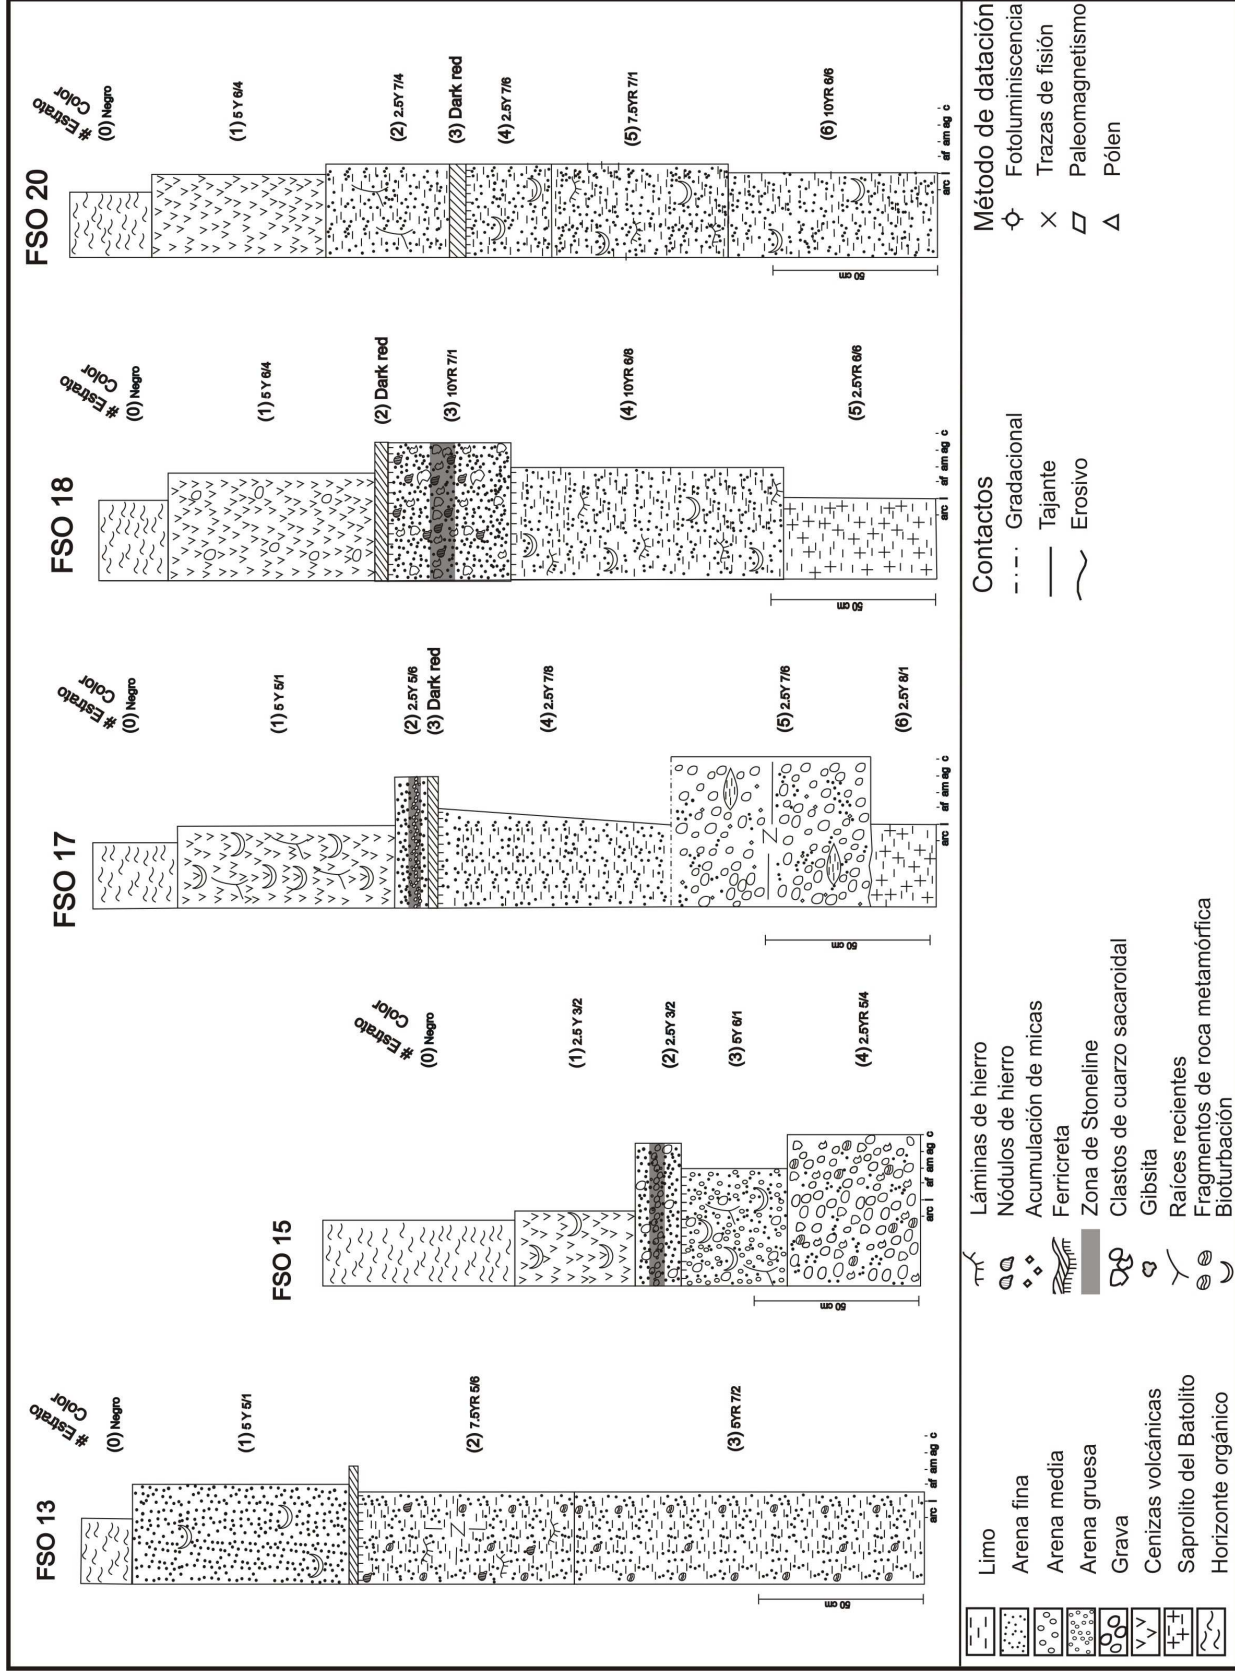 FSO 13
# Estrato
Color
(0) Negro
(1) 5 Y 5/1
(2) 7.5YR 5/6
(3) 5YR 7/2
arc l af am ag c
50 cm
FSO 15
# Estrato
Color
(0) Negro
(1) 2.5 Y 3/2
(2) 2.5Y 3/2
(3) 5Y 6/1
(4) 2.5YR 5/4
arc l af am ag c
50 cm
FSO 17
# Estrato
Color
(0) Negro
(1) 5 Y 5/1
(2) 2.5Y 5/6
(3) Dark red
(4) 2.5Y 7/8
(5) 2.5Y 7/6
(6) 2.5Y 8/1
arc l af am ag c
50 cm
FSO 18
# Estrato
Color
(0) Negro
(1) 5 Y 6/4
(2) Dark red
(3) 10YR 7/1
(4) 10YR 6/8
(5) 2.5YR 6/6
arc l af am ag c
50 cm
FSO 20
# Estrato
Color
(0) Negro
(1) 5 Y 6/4
(2) 2.5Y 7/4
(3) Dark red
(4) 2.5Y 7/6
(5) 7.5YR 7/1
(6) 10YR 6/6
arc l af am ag c
50 cm
Limo
Arena fina
Arena media
Arena gruesa
Grava
Cenizas volcánicas
Saprolito del Batolito
Horizonte orgánico
Láminas de hierro
Nódulos de hierro
Acumulación de micas
Ferricreta
Zona de Stoneline
Clastos de cuarzo sacaroidal
Gibsita
Raíces recientes
Fragmentos de roca metamórfica
Bioturbación
Contactos
Gradacional
Tajante
Erosivo
Método de datación
Fotoluminiscencia
Trazas de fisión
Paleomagnetismo
Pólen